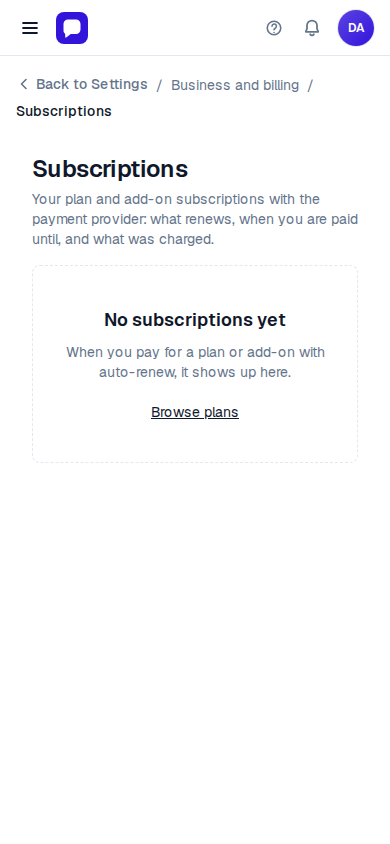 DA
Back to Settings / Business and billing /
Subscriptions
Subscriptions
Your plan and add-on subscriptions with the
payment provider: what renews, when you are paid
until, and what was charged.
No subscriptions yet
When you pay for a plan or add-on with
auto-renew, it shows up here.
Browse plans